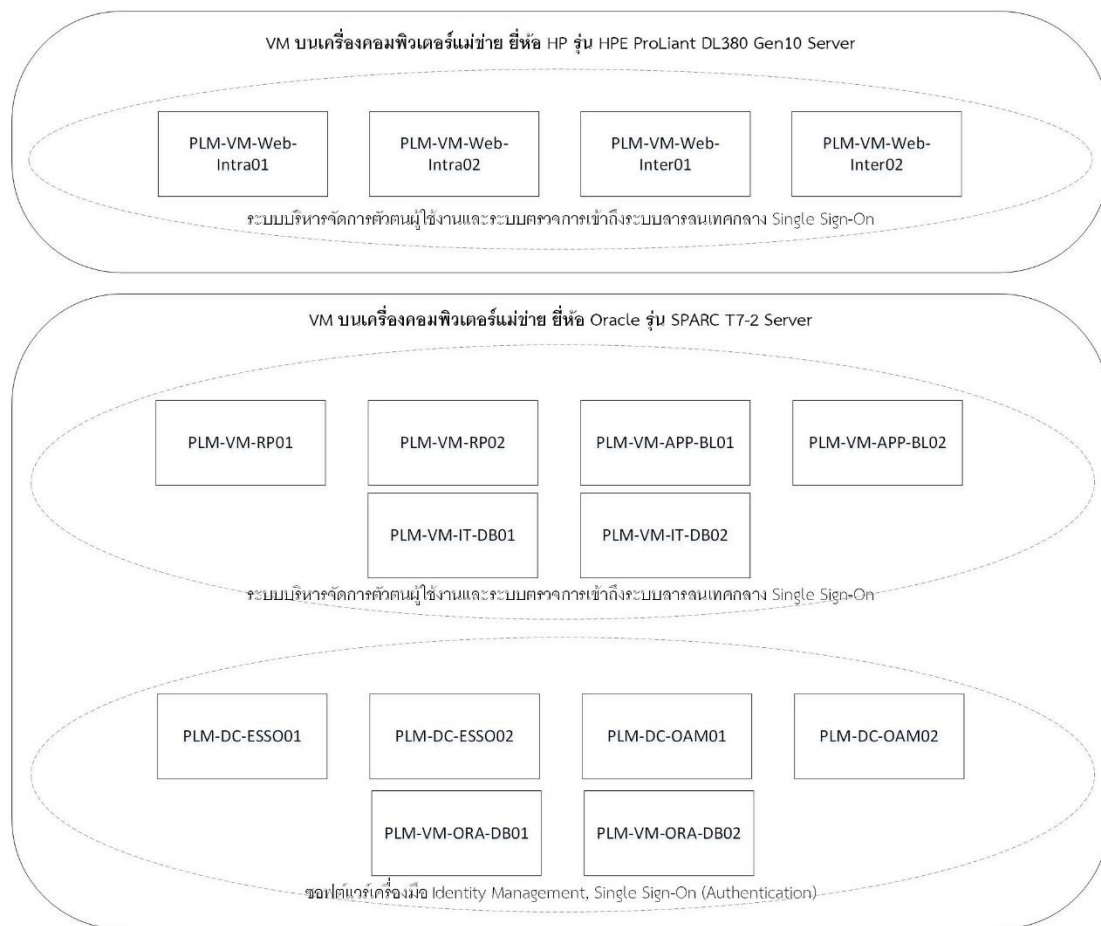 VM บนเครื่องคอมพิวเตอร์แม่ข่าย ยี่ห้อ HP รุ่น HPE ProLiant DL380 Gen10 Server
PLM-VM-Web-
Intra01
PLM-VM-Web-
Intra02
PLM-VM-Web-
Inter01
PLM-VM-Web-
Inter02
ระบบบริหารจัดการตัวตนผู้ใช้งานและระบบตรวจการเข้าถึงระบบสารสนเทศกลาง Single Sign-On
VM บนเครื่องคอมพิวเตอร์แม่ข่าย ยี่ห้อ Oracle รุ่น SPARC T7-2 Server
PLM-VM-RP01
PLM-VM-RP02
PLM-VM-APP-BL01
PLM-VM-APP-BL02
PLM-VM-IT-DB01
PLM-VM-IT-DB02
ระบบบริหารจัดการตัวตนผู้ใช้งานและระบบตรวจการเข้าถึงระบบสารสนเทศกลาง Single Sign-On
PLM-DC-ESSO01
PLM-DC-ESSO02
PLM-DC-OAM01
PLM-DC-OAM02
PLM-VM-ORA-DB01
PLM-VM-ORA-DB02
ซอฟต์แวร์เครื่องมือ Identity Management, Single Sign-On (Authentication)